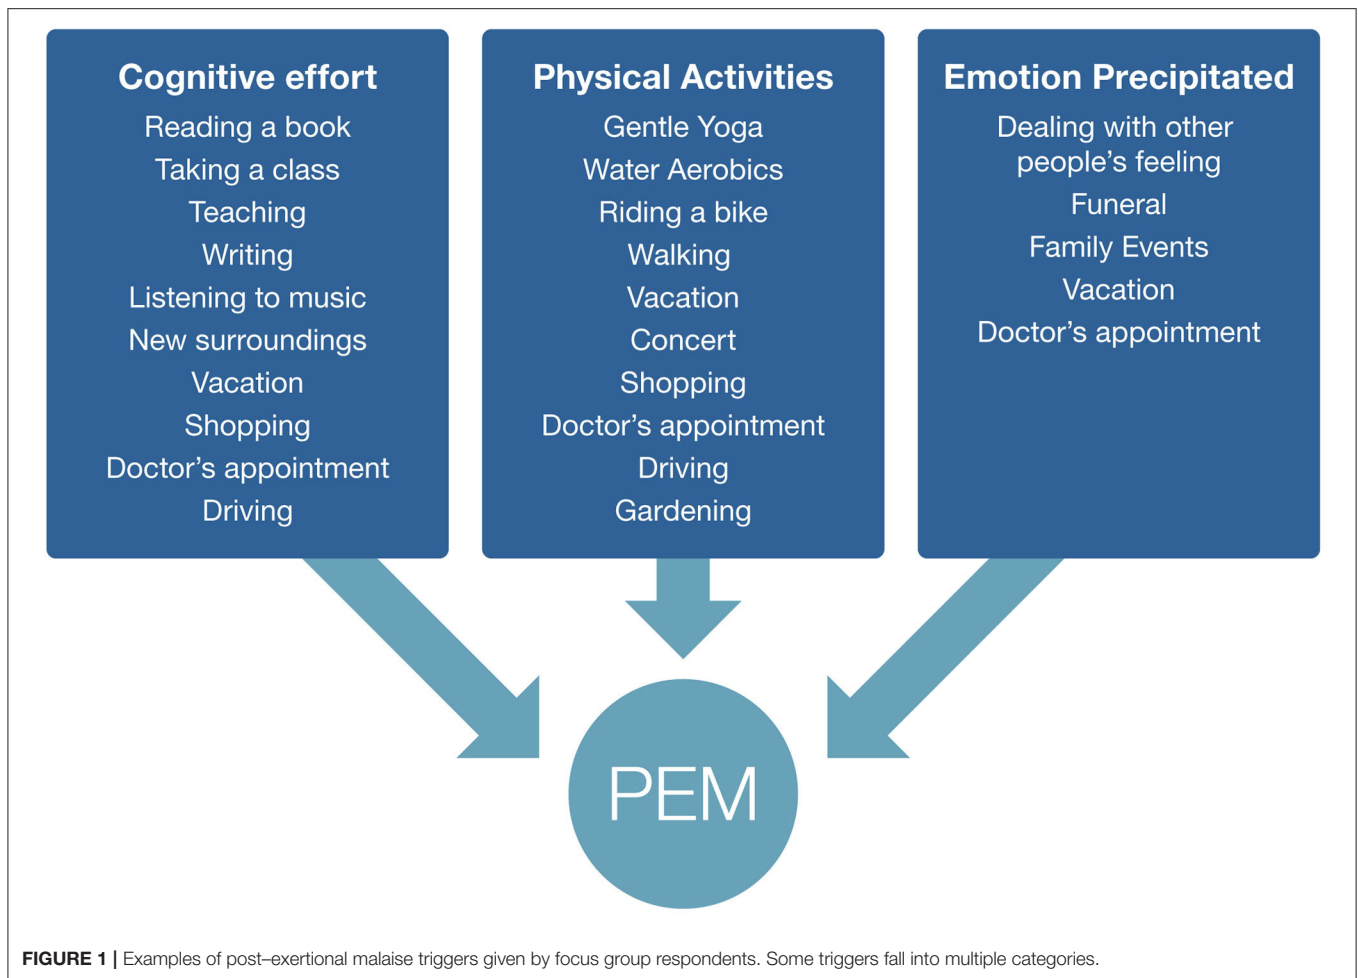 Cognitive effort
Reading a book
Taking a class
Teaching
Writing
Listening to music
New surroundings
Vacation
Shopping
Doctor’s appointment
Driving
Physical Activities
Gentle Yoga
Water Aerobics
Riding a bike
Walking
Vacation
Concert
Shopping
Doctor’s appointment
Driving
Gardening
Emotion Precipitated
Dealing with other
people’s feeling
Funeral
Family Events
Vacation
Doctor’s appointment
PEM
FIGURE 1 | Examples of post–exertional malaise triggers given by focus group respondents. Some triggers fall into multiple categories.